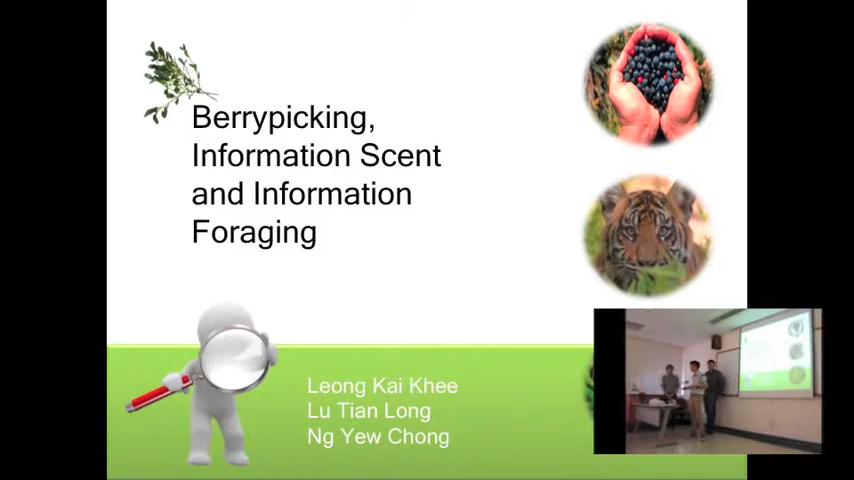 Berrypicking,
Information Scent
and Information
Foraging
Leong Kai Khee
Lu Tian Long
Ng Yew Chong